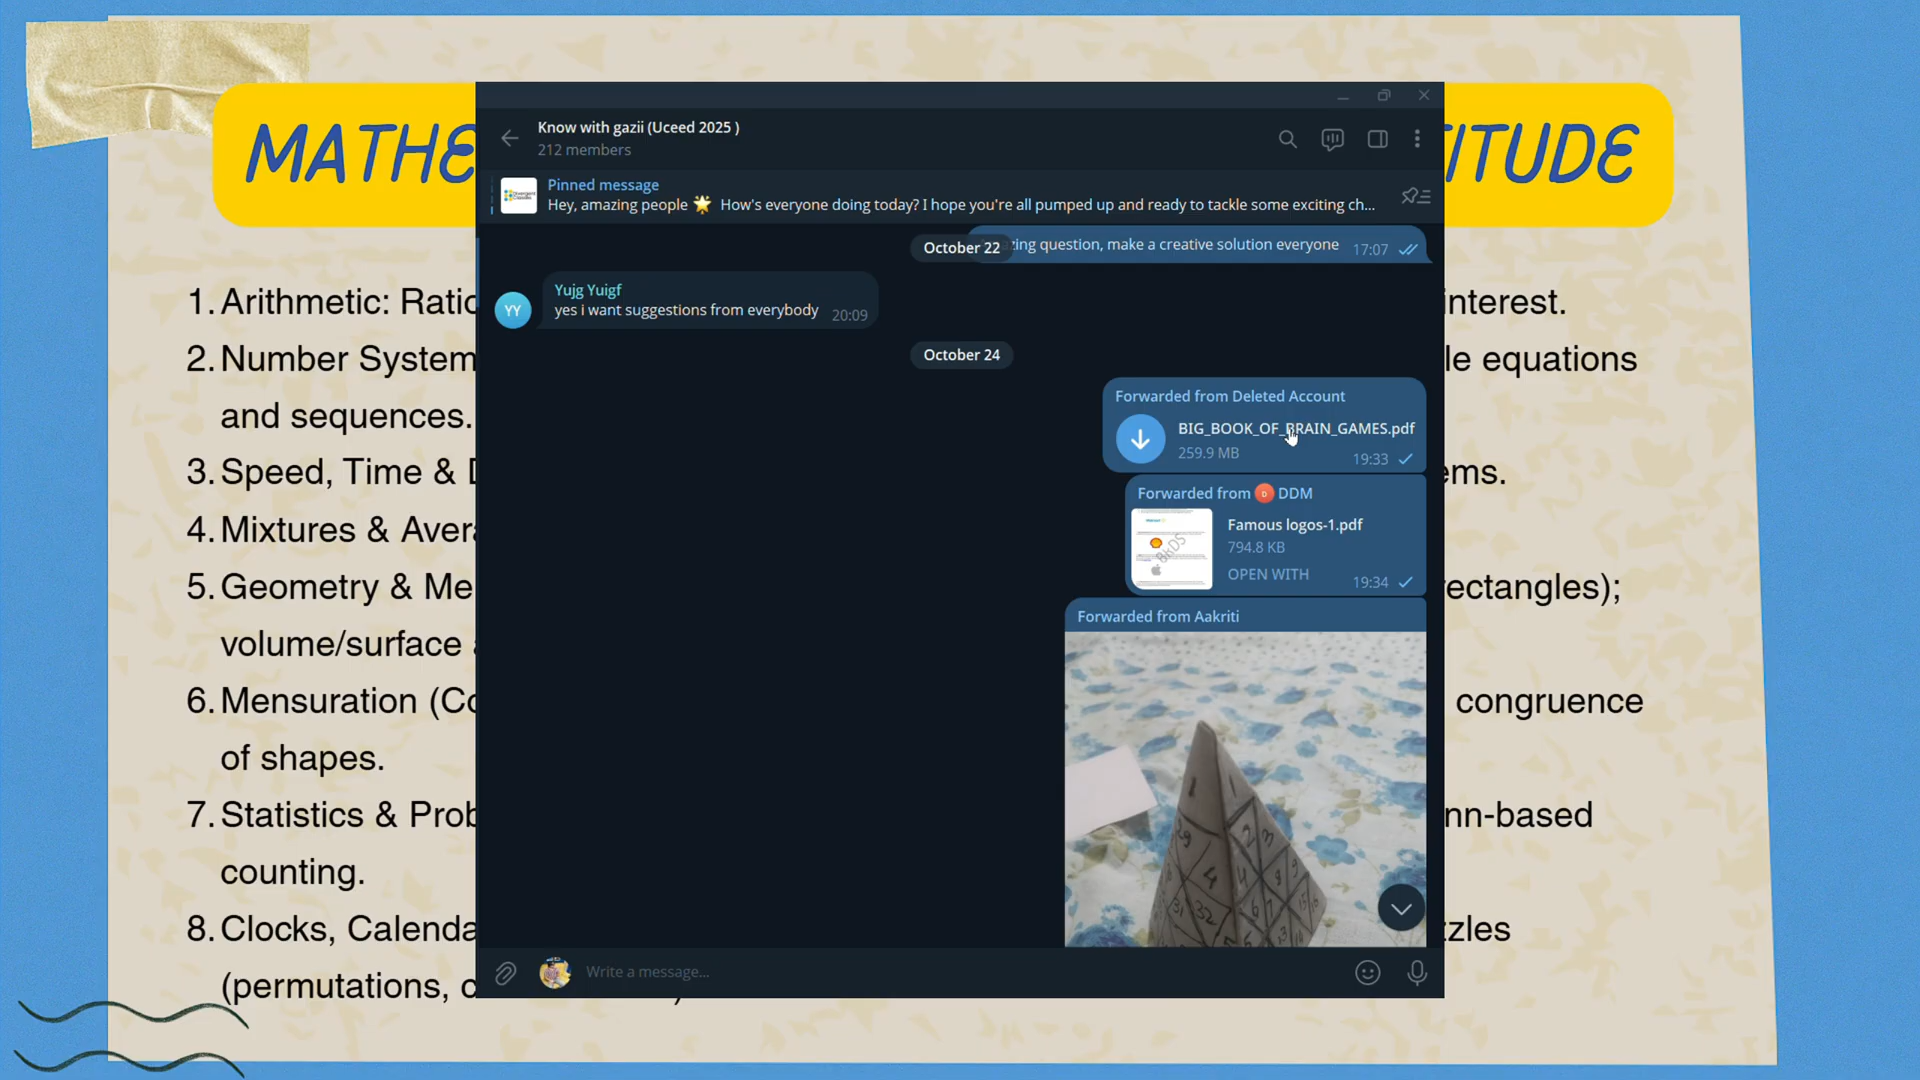 MATHE
ITUDE
Know with gazii (Uceed 2025 )
212 members
Pinned message
Hey, amazing people 🌟 How's everyone doing today? I hope you're all pumped up and ready to tackle some exciting ch...
October 22
zing question, make a creative solution everyone 17:07
Yujg Yuigf
YY
yes i want suggestions from everybody 20:09
October 24
Forwarded from Deleted Account
BIG_BOOK_OF_BRAIN_GAMES.pdf
259.9 MB 19:33
Forwarded from DDM
Famous logos-1.pdf
794.8 KB
OPEN WITH 19:34
Forwarded from Aakriti
Write a message...
1. Arithmetic: Ratio
interest.
2. Number System
le equations
and sequences.
3. Speed, Time & D
ems.
4. Mixtures & Avera
5. Geometry & Me
rectangles);
volume/surface a
6. Mensuration (Co
congruence
of shapes.
7. Statistics & Prob
nn-based
counting.
8. Clocks, Calenda
zles
(permutations, c